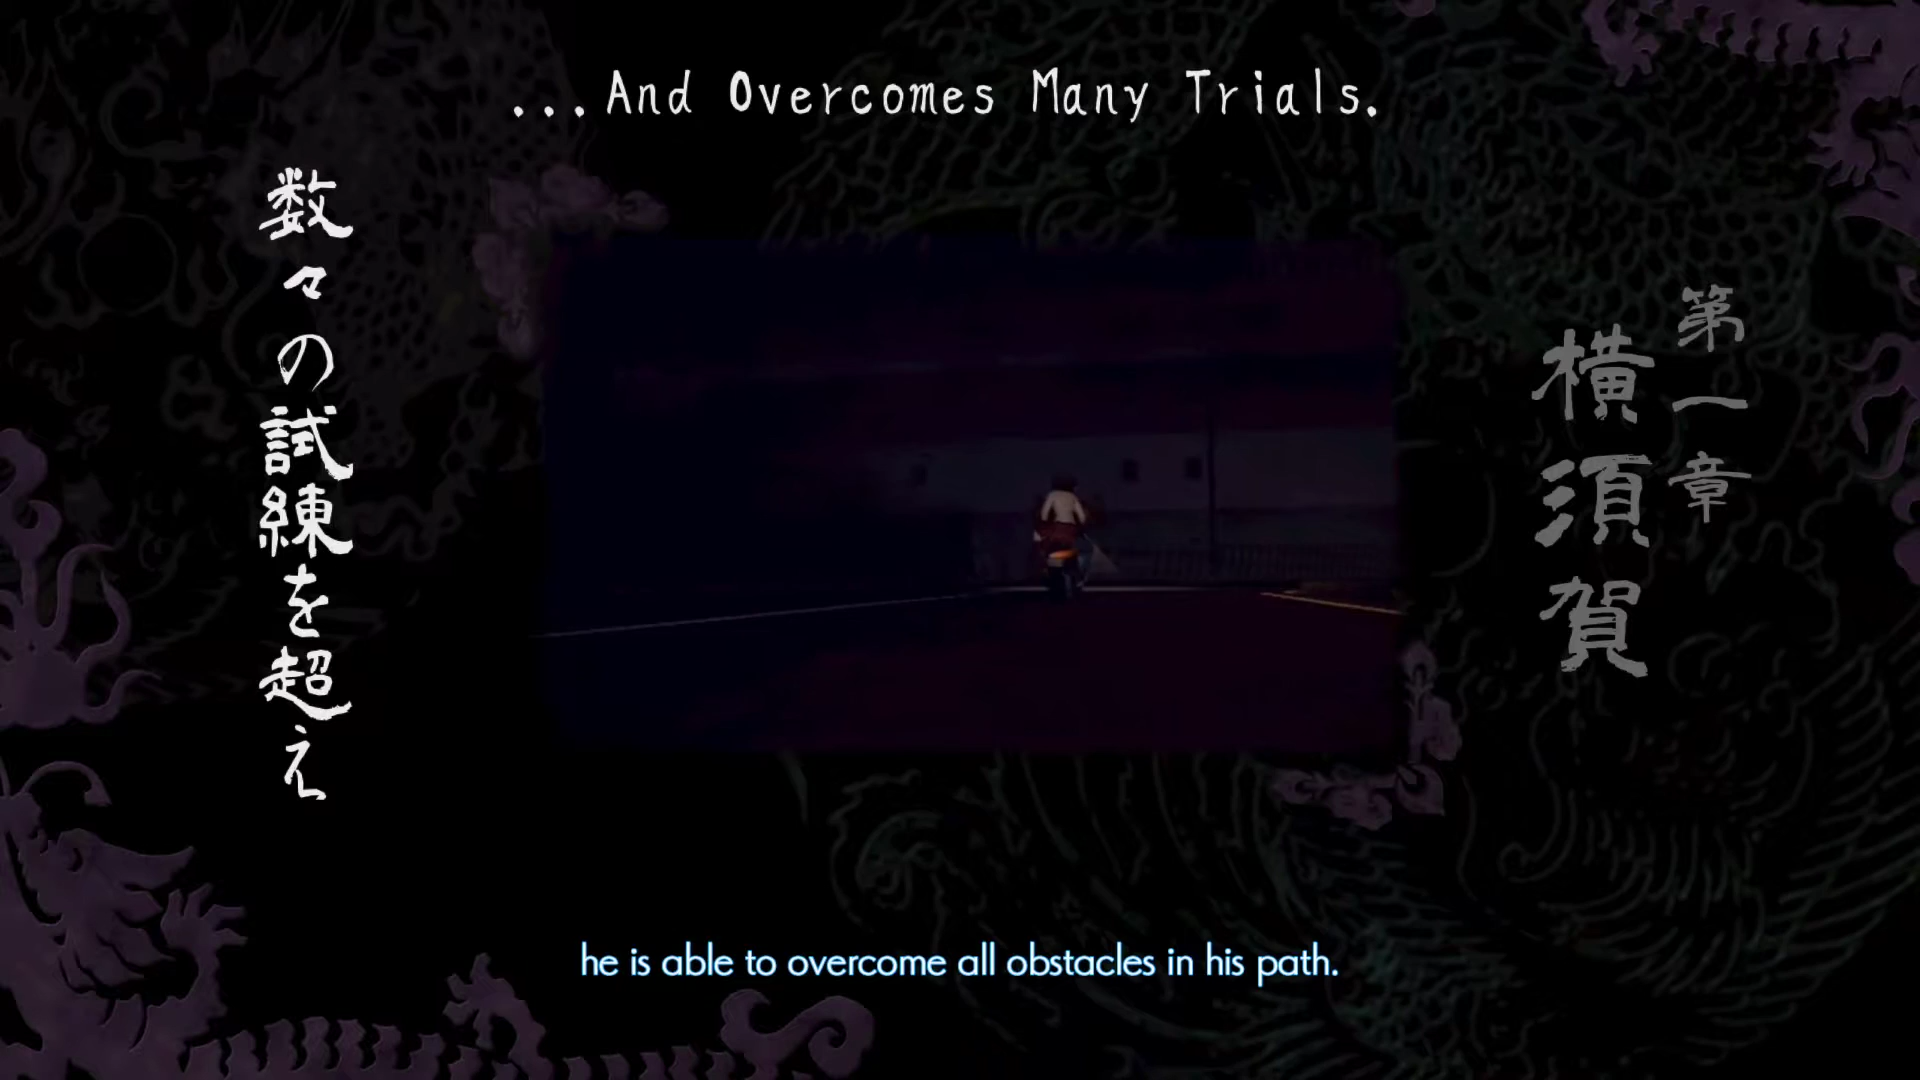 ...And Overcomes Many Trials.
第一章
横須賀
数々の試練を超え
he is able to overcome all obstacles in his path.